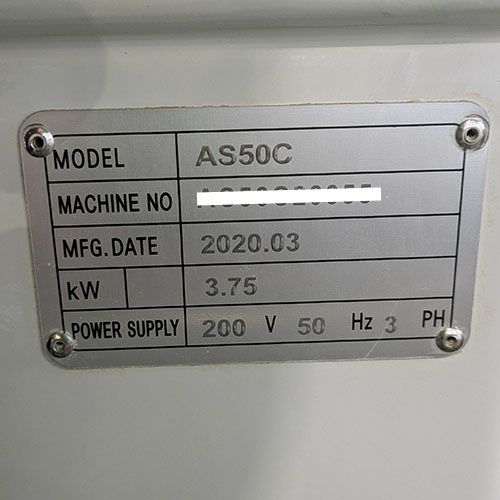 MODEL AS50C
MACHINE NO
MFG.DATE 2020.03
kW 3.75
POWER SUPPLY 200 V 50 Hz 3 PH